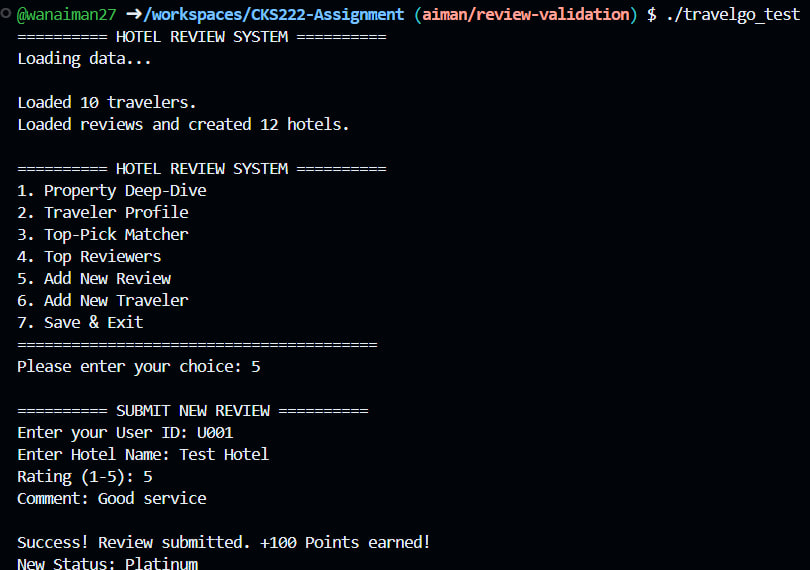 @wanaiman27 ➜/workspaces/CKS222-Assignment (aiman/review-validation) $ ./travelgo_test
========== HOTEL REVIEW SYSTEM ==========
Loading data...
Loaded 10 travelers.
Loaded reviews and created 12 hotels.
========== HOTEL REVIEW SYSTEM ==========
1. Property Deep-Dive
2. Traveler Profile
3. Top-Pick Matcher
4. Top Reviewers
5. Add New Review
6. Add New Traveler
7. Save & Exit
========================================
Please enter your choice: 5
========== SUBMIT NEW REVIEW ==========
Enter your User ID: U001
Enter Hotel Name: Test Hotel
Rating (1-5): 5
Comment: Good service
Success! Review submitted. +100 Points earned!
New Status: Platinum